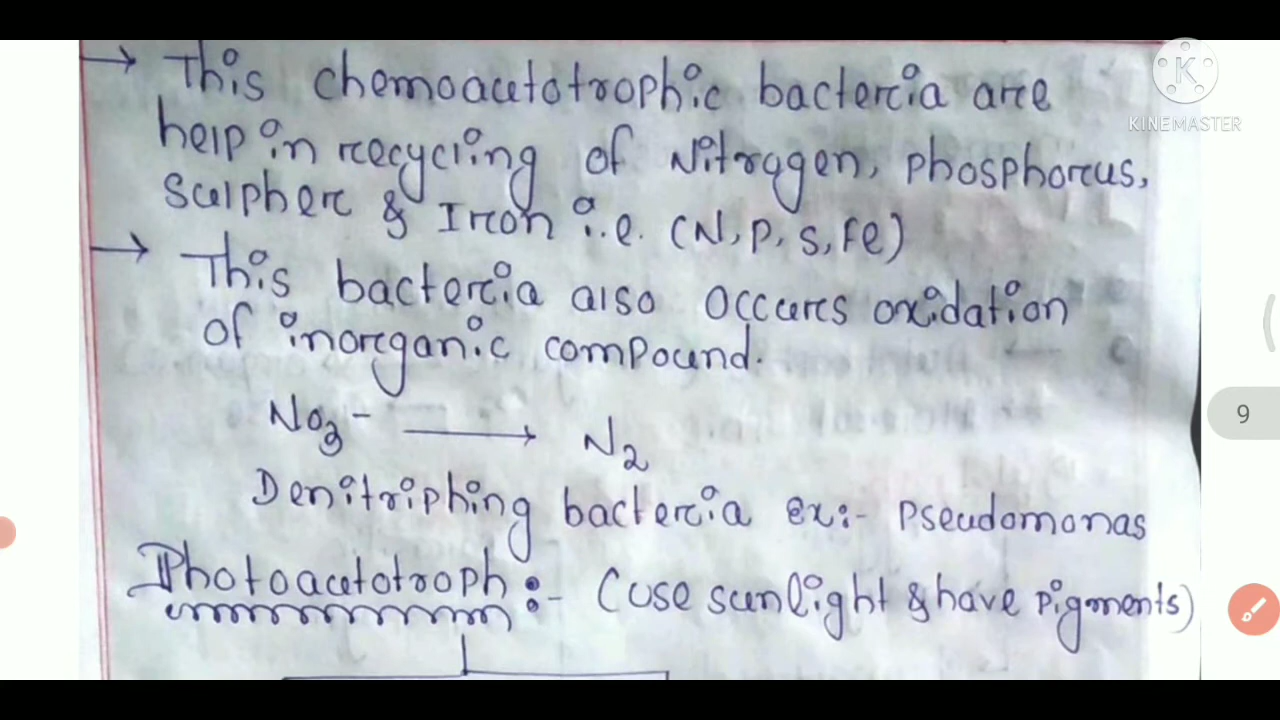 → This chemoautotrophic bacteria are
help in recycling of Nitrogen, phosphorus,
Sulpher & Iron i.e. (N, P, S, Fe)
→ This bacteria also occurs oxidation
of inorganic compound.
NO3- → N2
Denitriphing bacteria ex:- Pseudomonas
Photoautotroph :- (use sunlight & have pigments)
K
KINEMASTER
9